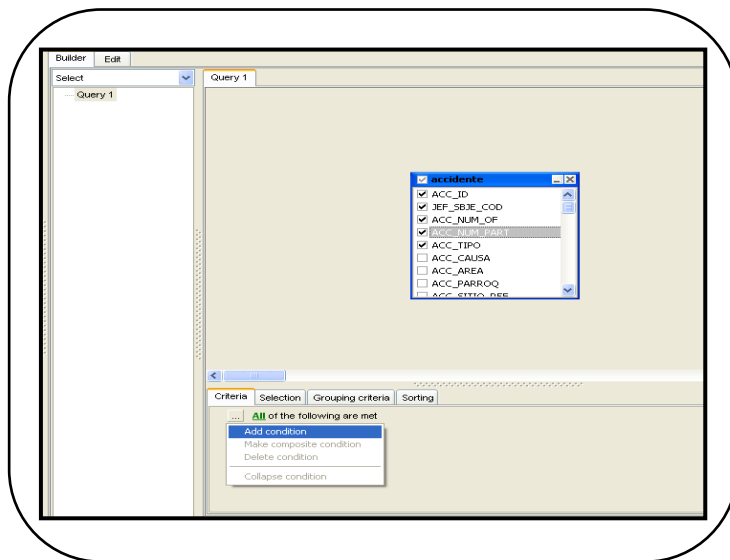 Builder Edit
Select Query 1
Query 1
accidente
ACC_ID
JEF_SBJE_COD
ACC_NUM_OF
ACC_NUM_PART
ACC_TIPO
ACC_CAUSA
ACC_AREA
ACC_PARROQ
ACC_SITIO_REF
Criteria Selection Grouping criteria Sorting
... All of the following are met
Add condition
Make composite condition
Delete condition
Collapse condition